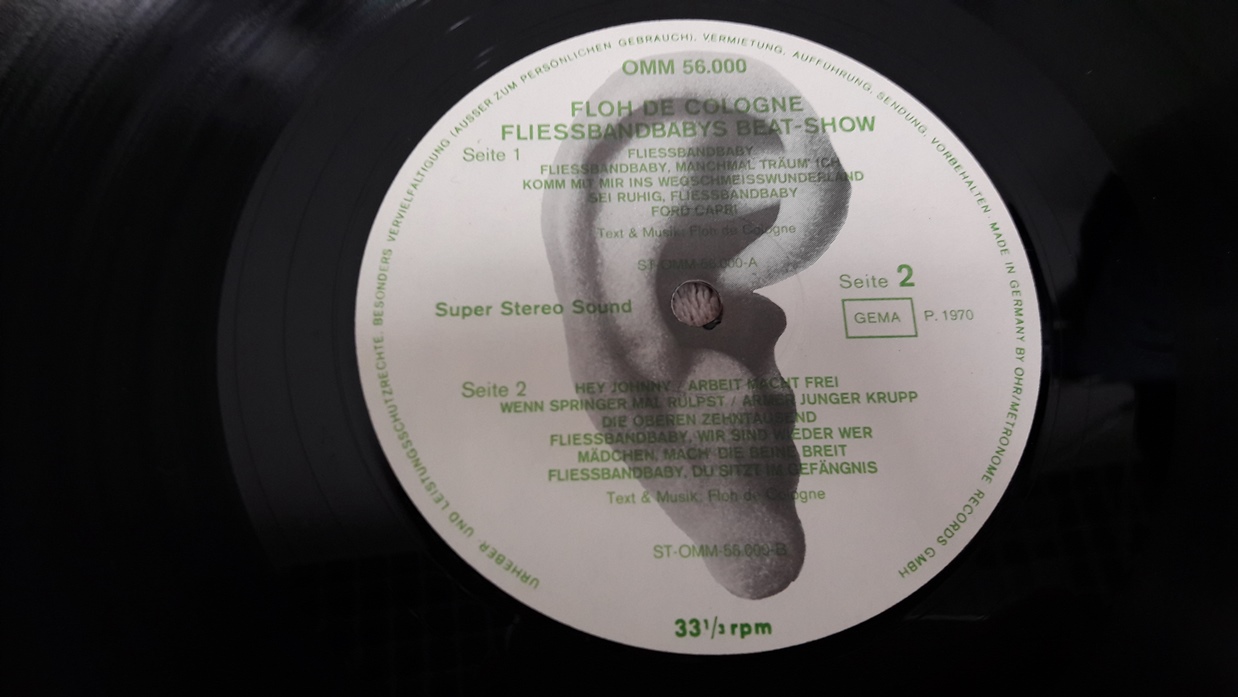 URHEBER- UND LEISTUNGSSCHUTZRECHTE. BESONDERS VERVIELFÄLTIGUNG (AUSSER ZUM PERSÖNLICHEN GEBRAUCH), VERMIETUNG, AUFFÜHRUNG, SENDUNG, VORBEHALTEN · MADE IN GERMANY BY OHR/METRONOME RECORDS GMBH
OMM 56.000
FLOH DE COLOGNE
FLIESSBANDBABYS BEAT-SHOW
Seite 1
FLIESSBANDBABY
FLIESSBANDBABY, MANCHMAL TRÄUM' ICH
KOMM MIT MIR INS WEGSCHMEISSWUNDERLAND
SEI RUHIG, FLIESSBANDBABY
FORD CAPRI
Text & Musik: Floh de Cologne
ST-OMM-56.000-A
Seite 2
Super Stereo Sound
GEMA P. 1970
Seite 2
HEY JOHNNY / ARBEIT MACHT FREI
WENN SPRINGER MAL RÜLPST / ARMER JUNGER KRUPP
DIE OBEREN ZEHNTAUSEND
FLIESSBANDBABY, WIR SIND WIEDER WER
MÄDCHEN, MACH DIE BEINE BREIT
FLIESSBANDBABY, DU SITZT IM GEFÄNGNIS
Text & Musik: Floh de Cologne
ST-OMM-56.000-B
33 1/3 rpm